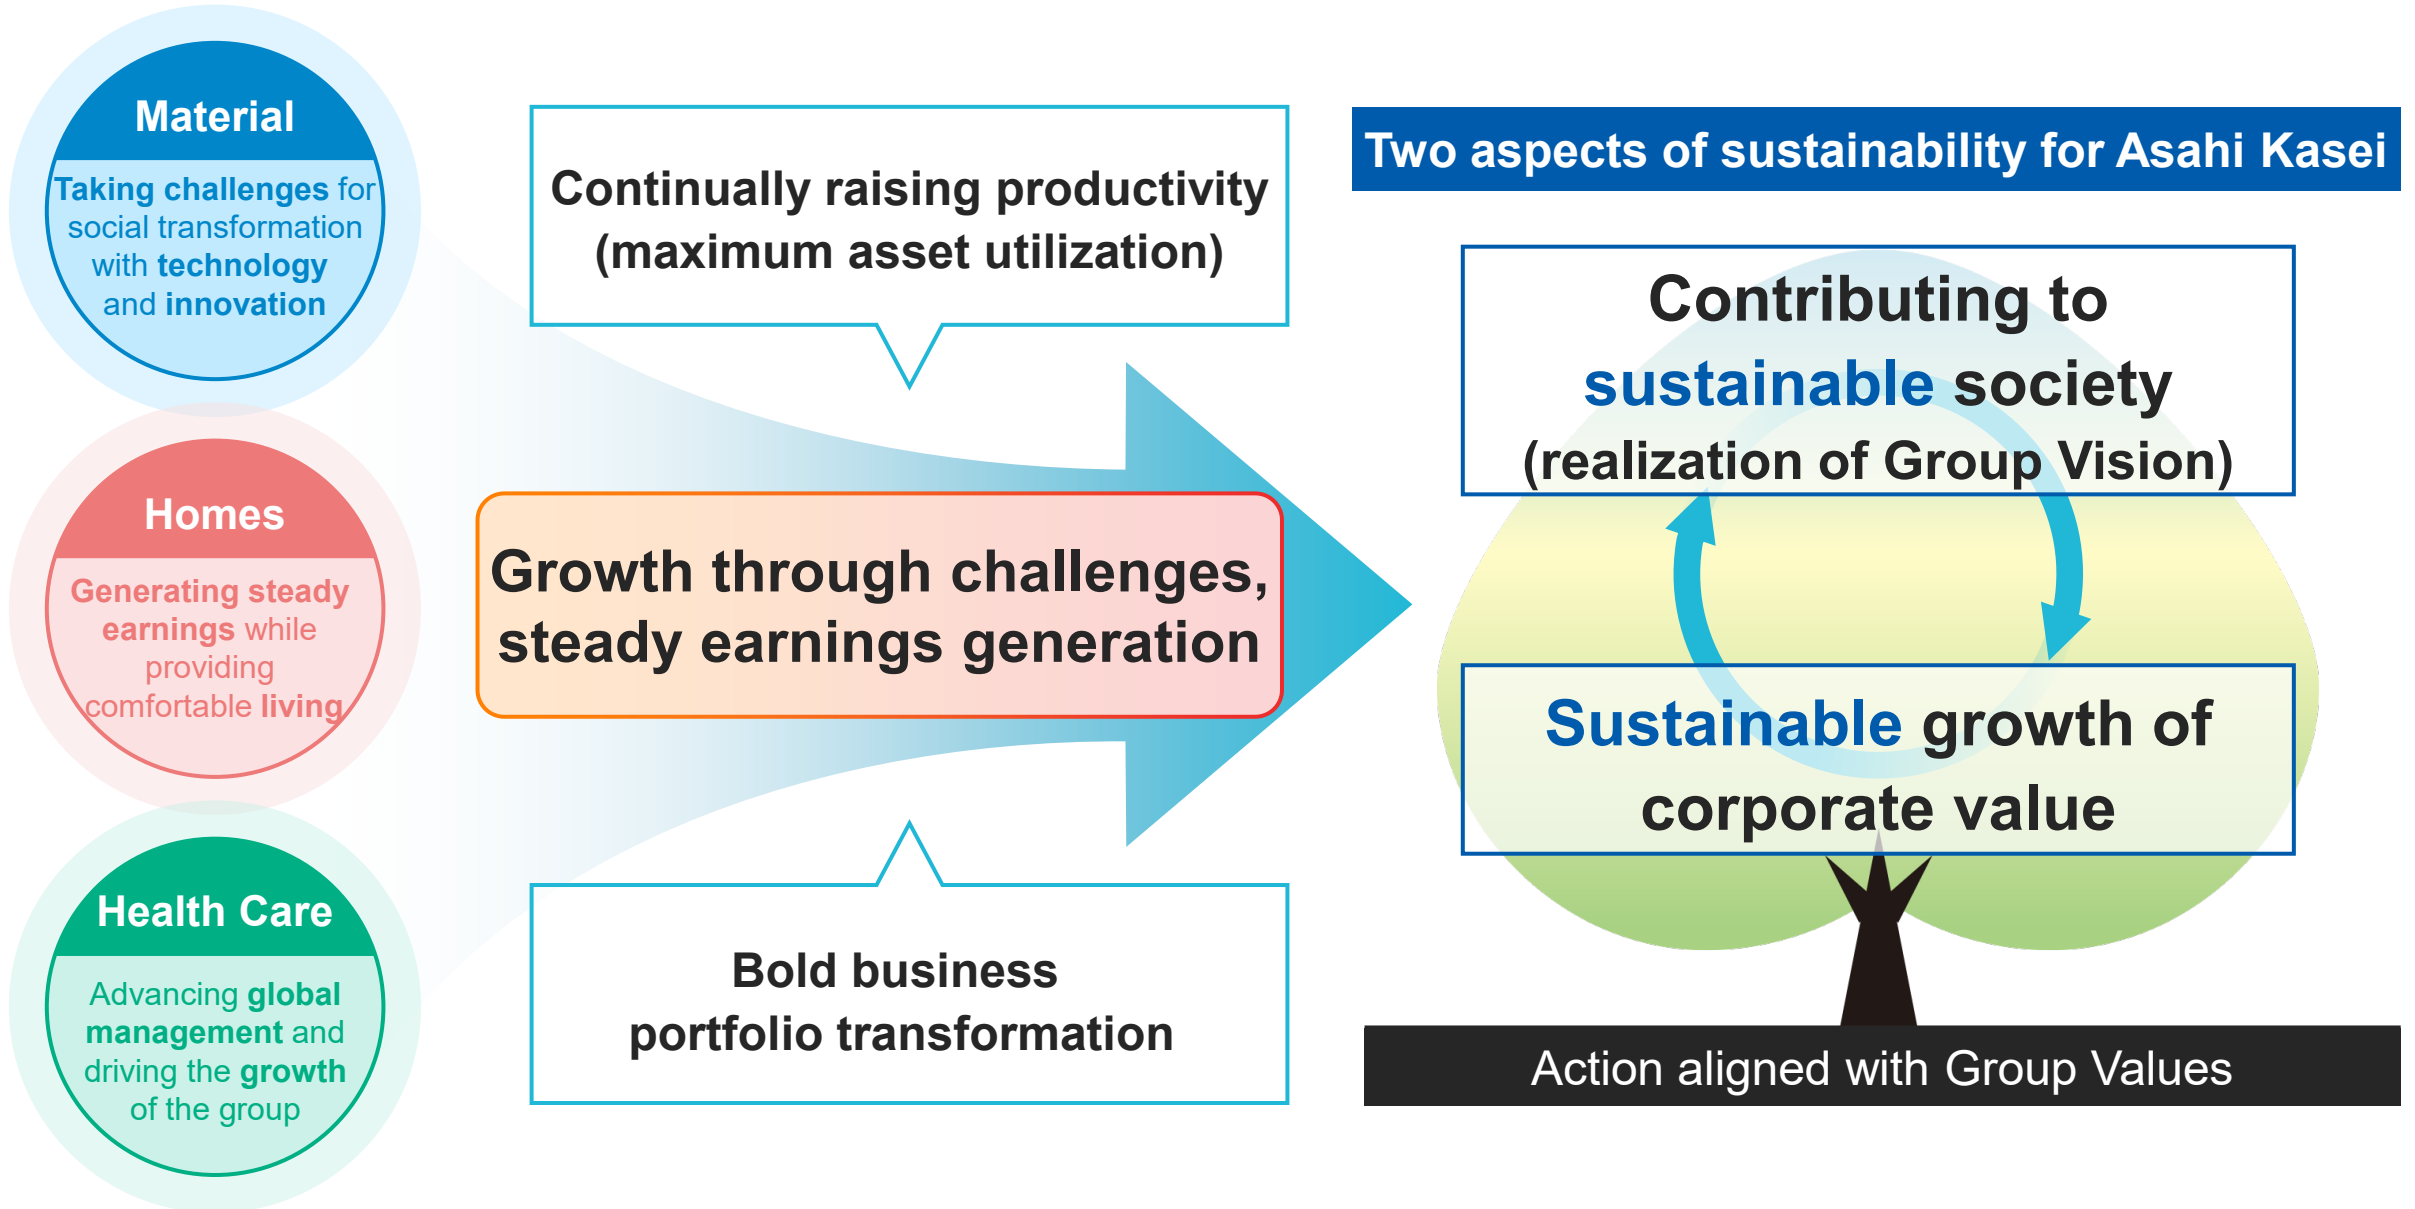 Material
Taking challenges for
social transformation
with technology
and innovation
Homes
Generating steady
earnings while
providing
comfortable living
Health Care
Advancing global
management and
driving the growth
of the group
Continually raising productivity
(maximum asset utilization)
Growth through challenges,
steady earnings generation
Bold business
portfolio transformation
Two aspects of sustainability for Asahi Kasei
Contributing to
sustainable society
(realization of Group Vision)
Sustainable growth of
corporate value
Action aligned with Group Values